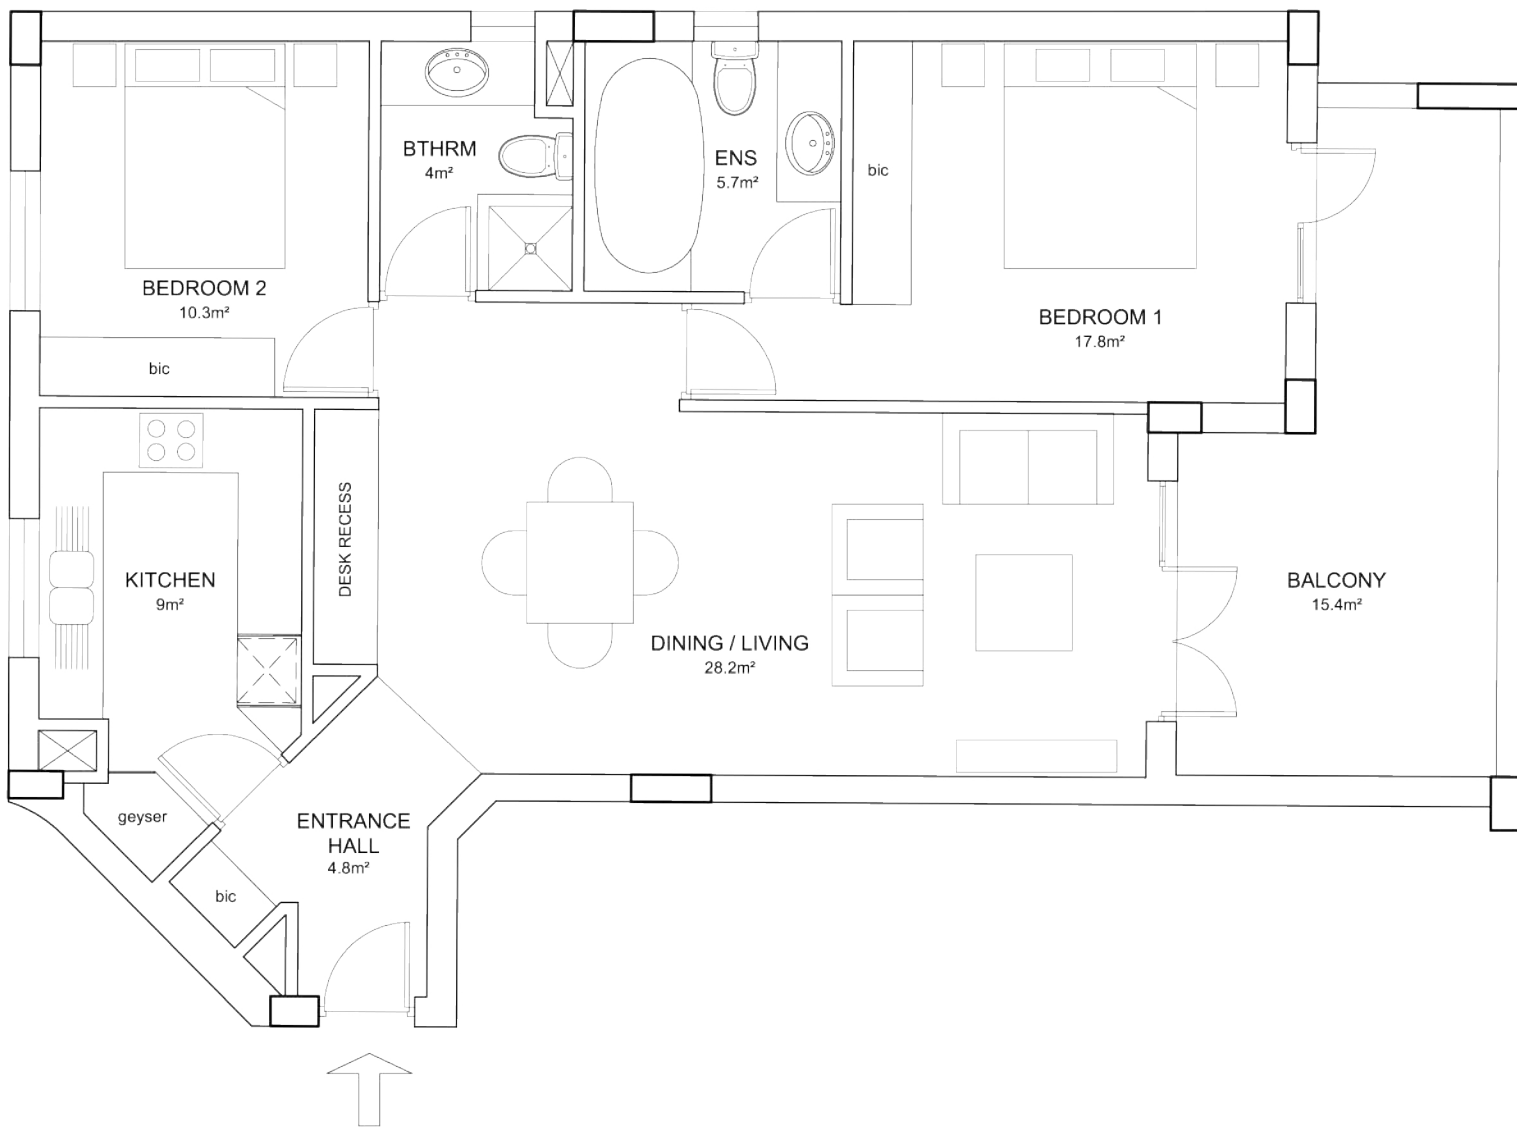 BTHRM
4m²
ENS
5.7m²
bic
BEDROOM 2
10.3m²
BEDROOM 1
17.8m²
bic
DESK RECESS
KITCHEN
9m²
BALCONY
15.4m²
DINING / LIVING
28.2m²
geyser
ENTRANCE
HALL
4.8m²
bic